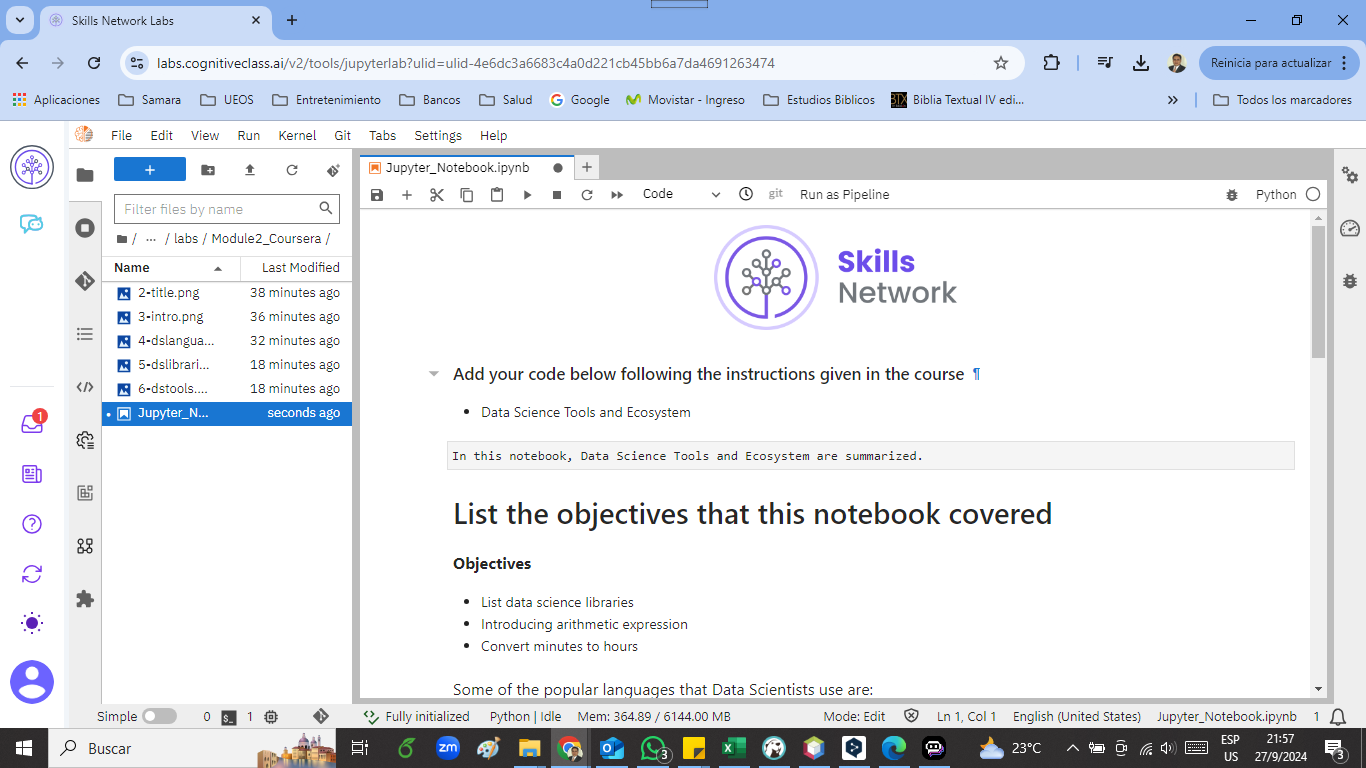 Skills Network Labs
labs.cognitiveclass.ai/v2/tools/jupyterlab?ulid=ulid-4e6dc3a6683c4a0d221cb45bb6a7da4691263474
Reinicia para actualizar
Aplicaciones Samara UEOS Entretenimiento Bancos Salud Google Movistar - Ingreso Estudios Biblicos BTX Biblia Textual IV edi... » Todos los marcadores
File Edit View Run Kernel Git Tabs Settings Help
Jupyter_Notebook.ipynb
Code git Run as Pipeline Python
Filter files by name
/ ... / labs / Module2_Coursera /
Name Last Modified
2-title.png 38 minutes ago
3-intro.png 36 minutes ago
4-dslangua... 32 minutes ago
5-dslibrari... 18 minutes ago
6-dstools.... 18 minutes ago
Jupyter_N... seconds ago
1
Skills
Network
Add your code below following the instructions given in the course ¶
• Data Science Tools and Ecosystem
In this notebook, Data Science Tools and Ecosystem are summarized.
List the objectives that this notebook covered
Objectives
• List data science libraries
• Introducing arithmetic expression
• Convert minutes to hours
Some of the popular languages that Data Scientists use are:
Simple 0 1 Fully initialized Python | Idle Mem: 364.89 / 6144.00 MB Mode: Edit Ln 1, Col 1 English (United States) Jupyter_Notebook.ipynb 1
Buscar zm 3 23°C ESP US 21:57 27/9/2024 3